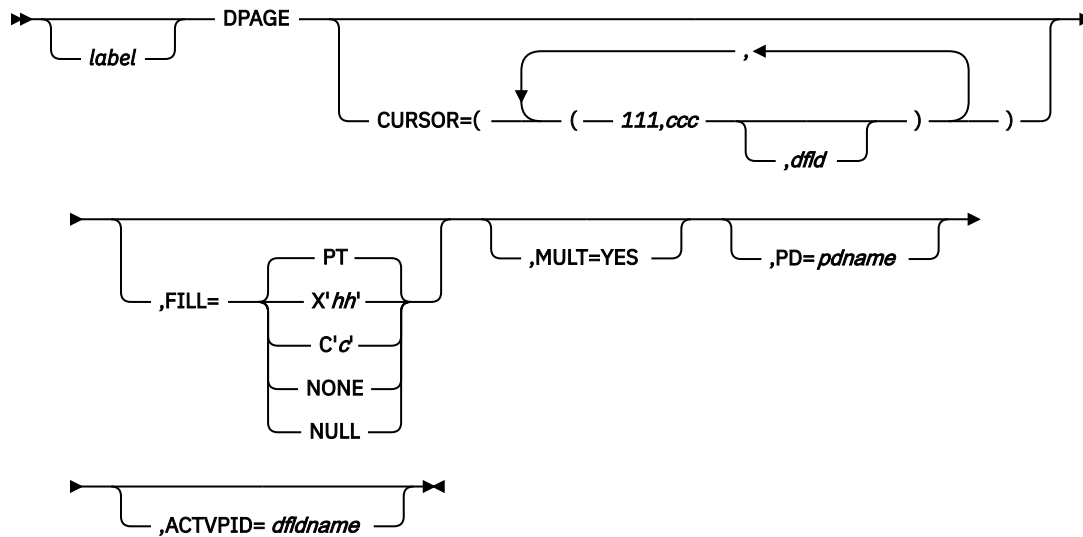 DPAGE
label
,
CURSOR=( ( 111,ccc ) )
,dfld
PT
,FILL= X'hh' ,MULT=YES ,PD=pdname
C'c'
NONE
NULL
,ACTVPID= dfldname